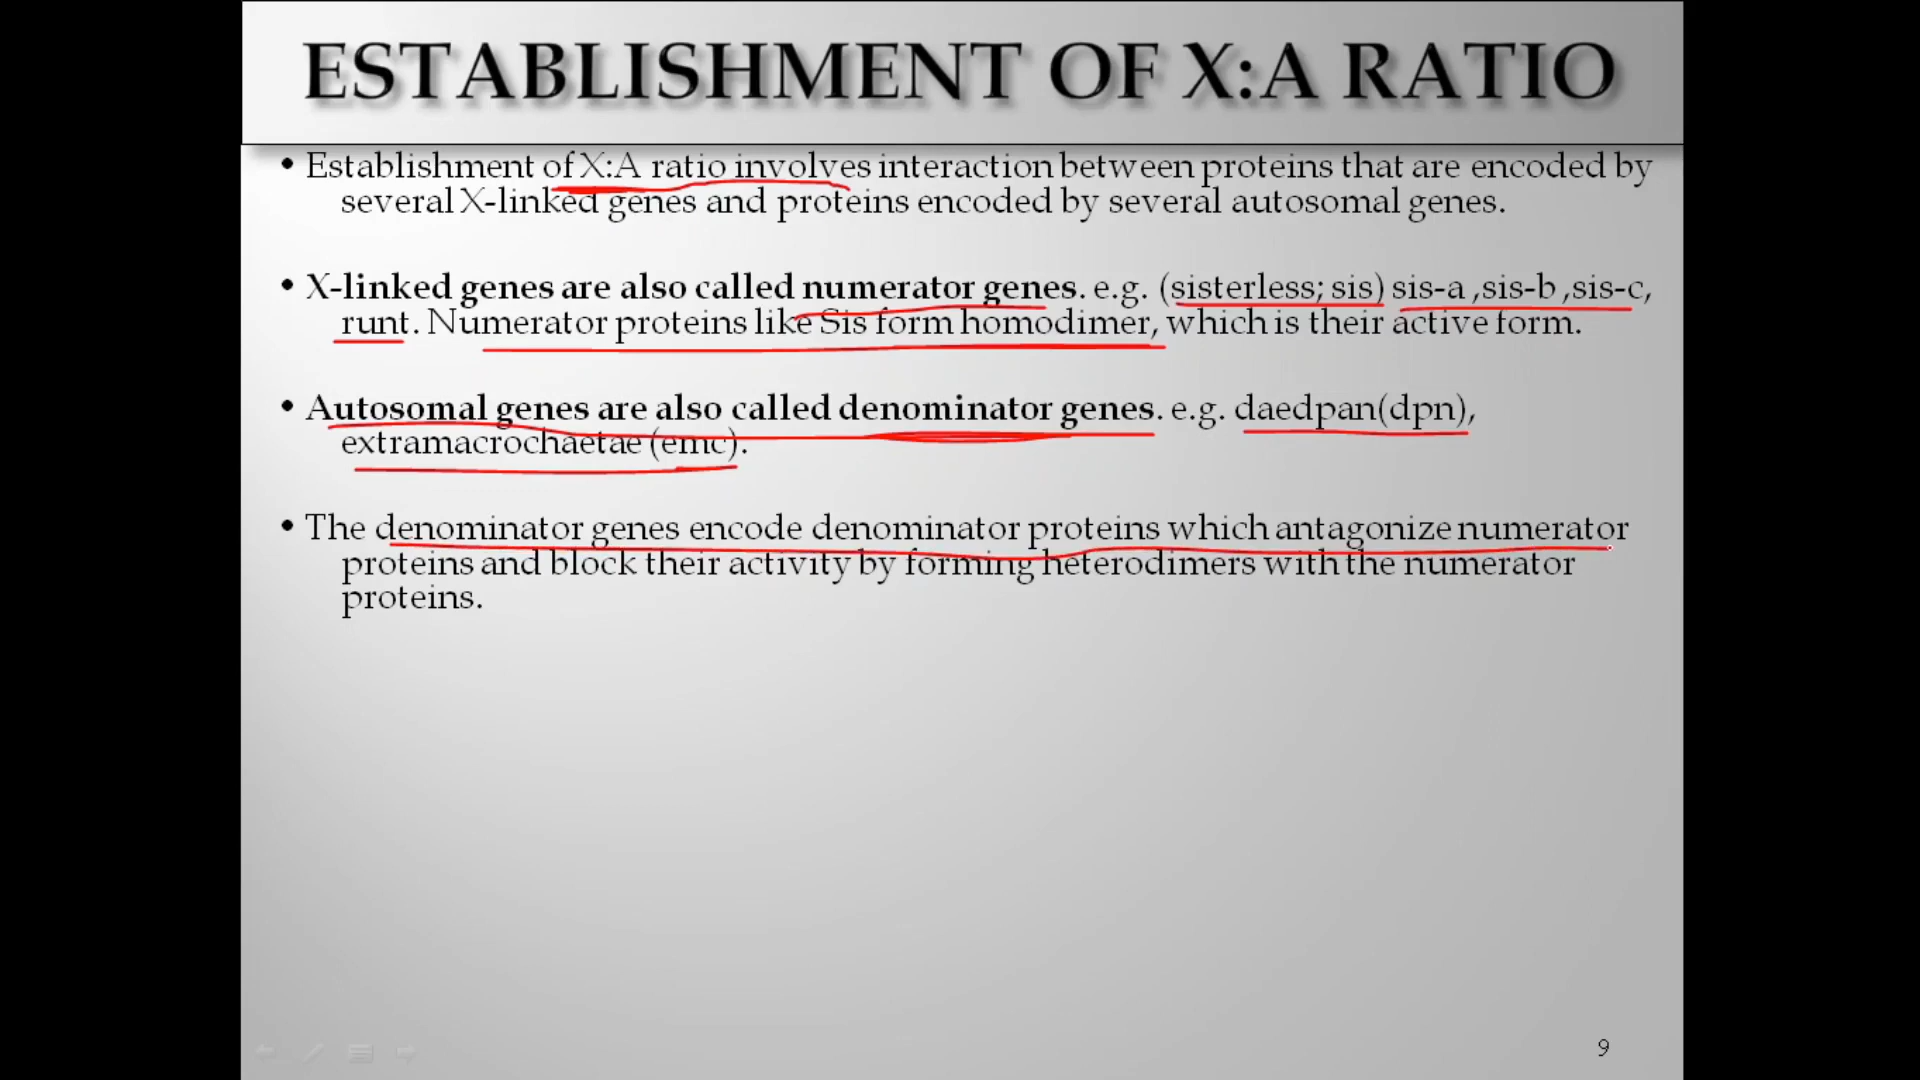 ESTABLISHMENT OF X:A RATIO
• Establishment of X:A ratio involves interaction between proteins that are encoded by
several X-linked genes and proteins encoded by several autosomal genes.
• X-linked genes are also called numerator genes. e.g. (sisterless; sis) sis-a ,sis-b ,sis-c,
runt. Numerator proteins like Sis form homodimer, which is their active form.
• Autosomal genes are also called denominator genes. e.g. daedpan(dpn),
extramacrochaetae (emc).
• The denominator genes encode denominator proteins which antagonize numerator
proteins and block their activity by forming heterodimers with the numerator
proteins.
9